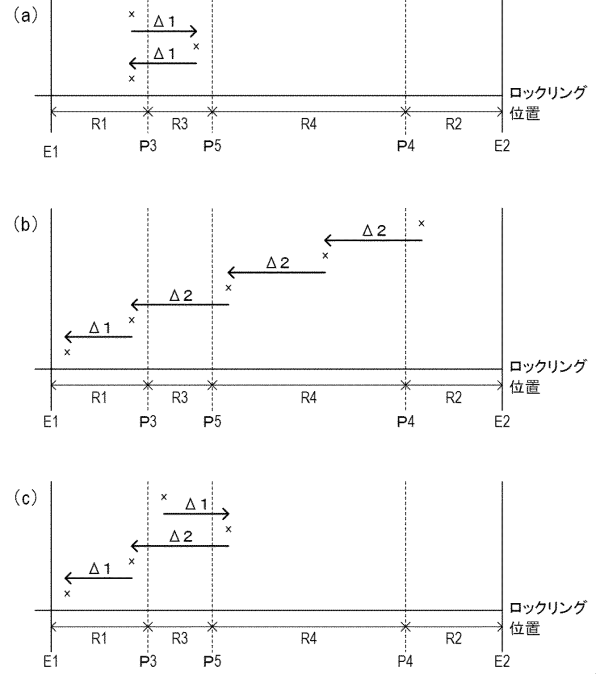 (a)
Δ1
Δ1
ロックリング
位置
R1 R3 R4 R2
E1 P3 P5 P4 E2
(b)
Δ2
Δ2
Δ2
Δ1
ロックリング
位置
R1 R3 R4 R2
E1 P3 P5 P4 E2
(c)
Δ1
Δ2
Δ1
ロックリング
位置
R1 R3 R4 R2
E1 P3 P5 P4 E2